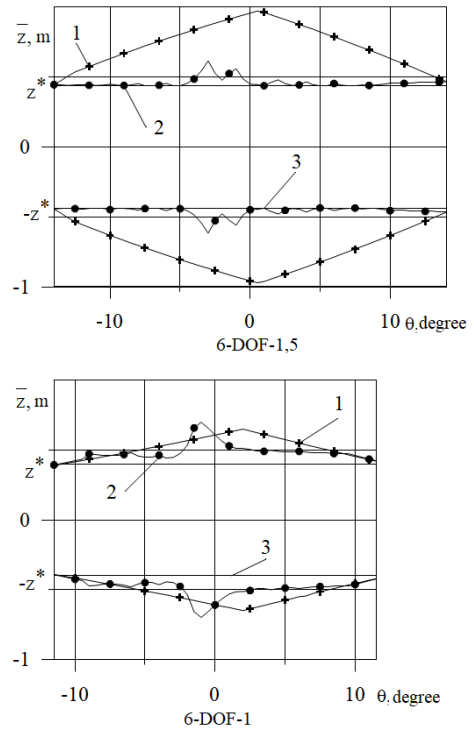 z̅, m
1
z*
2
0
3
-z*
-1
-10 0 10 θ, degree
6-DOF-1,5
z̅, m
1
z*
2
0
3
-z*
-1
-10 0 10 θ, degree
6-DOF-1